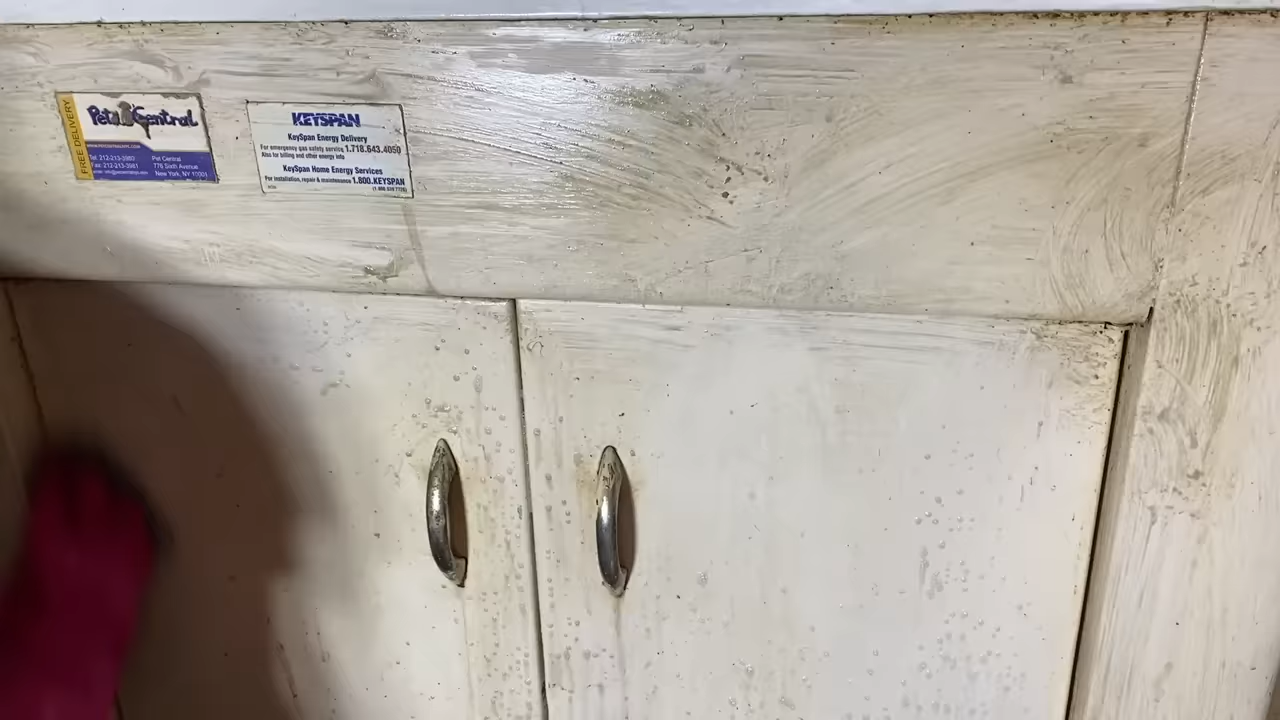 FREE DELIVERY
Pets Central
Tel: 212-213-3980
Fax: 212-213-3981
Pet Central
776 Sixth Avenue
New York, NY 10001
KEYSPAN
KeySpan Energy Delivery
For emergency gas safety service 1.718.643.4050
Also for billing and other energy info
KeySpan Home Energy Services
For installation, repair & maintenance 1.800.KEYSPAN